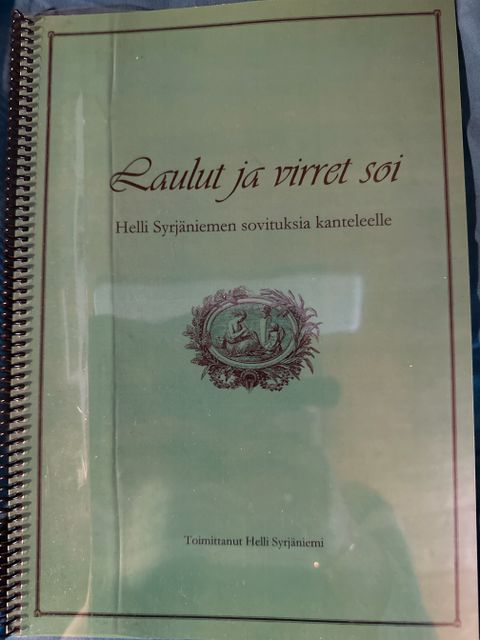 Laulut ja virret soi
Helli Syrjäniemen sovituksia kanteleelle
Toimittanut Helli Syrjäniemi